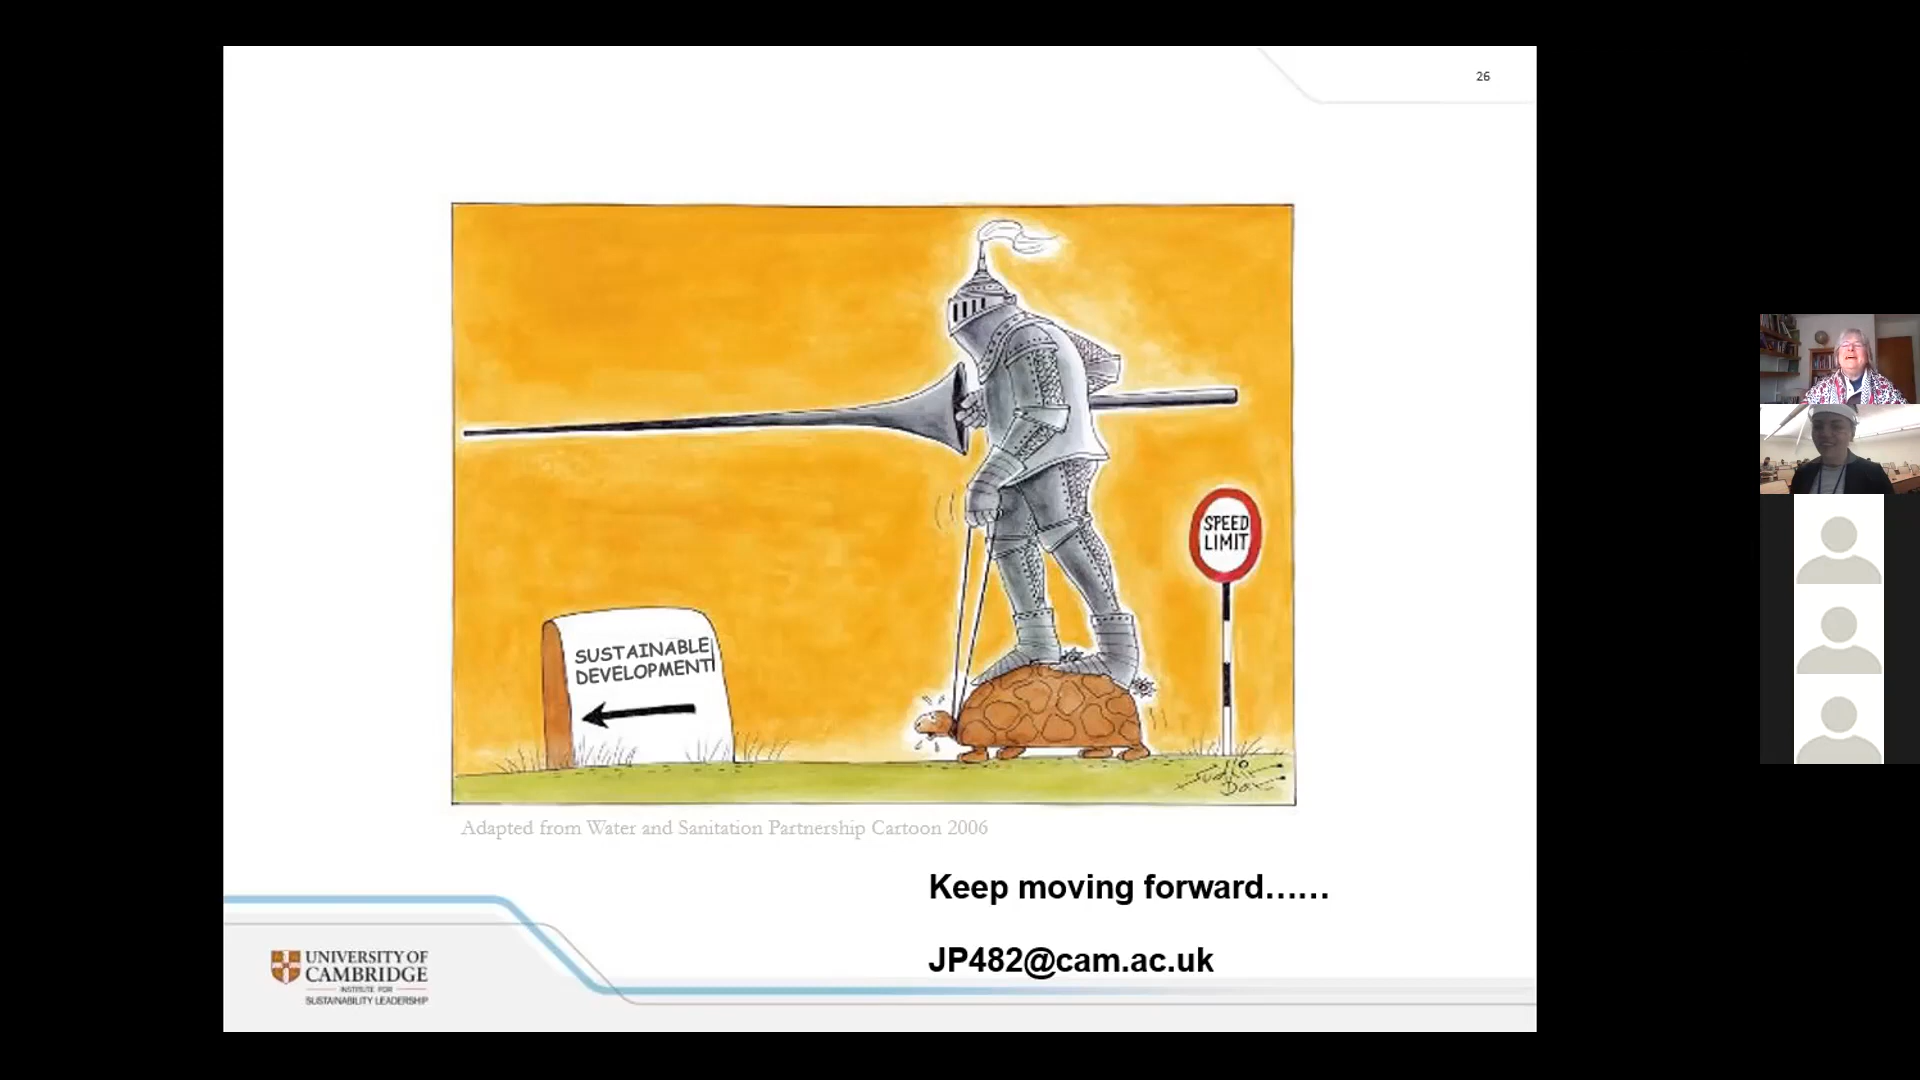 26
SPEED
LIMIT
SUSTAINABLE
DEVELOPMENT
Adapted from Water and Sanitation Partnership Cartoon 2006
Keep moving forward……
JP482@cam.ac.uk
UNIVERSITY OF
CAMBRIDGE
INSTITUTE FOR
SUSTAINABILITY LEADERSHIP